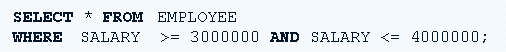 SELECT * FROM EMPLOYEE
WHERE SALARY >= 3000000 AND SALARY <= 4000000;